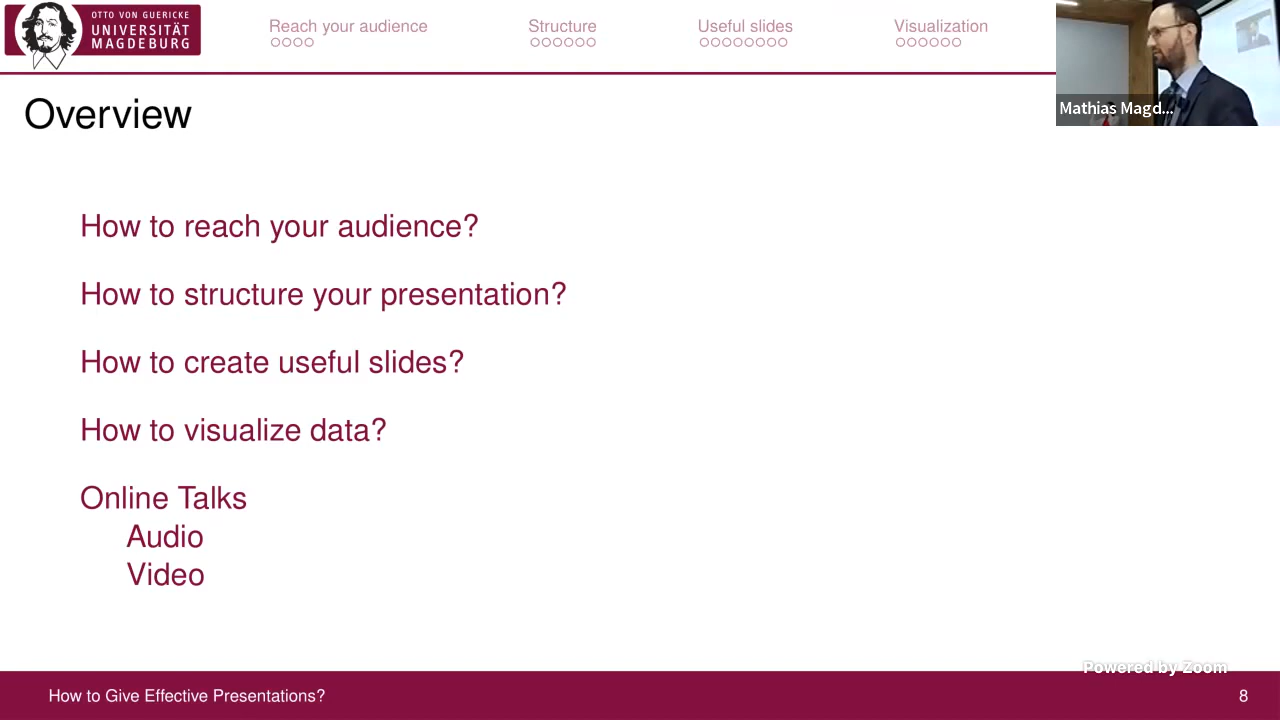 OTTO VON GUERICKE
UNIVERSITÄT
MAGDEBURG
Reach your audience
Structure
Useful slides
Visualization
Mathias Magd...
Overview
How to reach your audience?
How to structure your presentation?
How to create useful slides?
How to visualize data?
Online Talks
Audio
Video
Powered by Zoom
How to Give Effective Presentations?
8